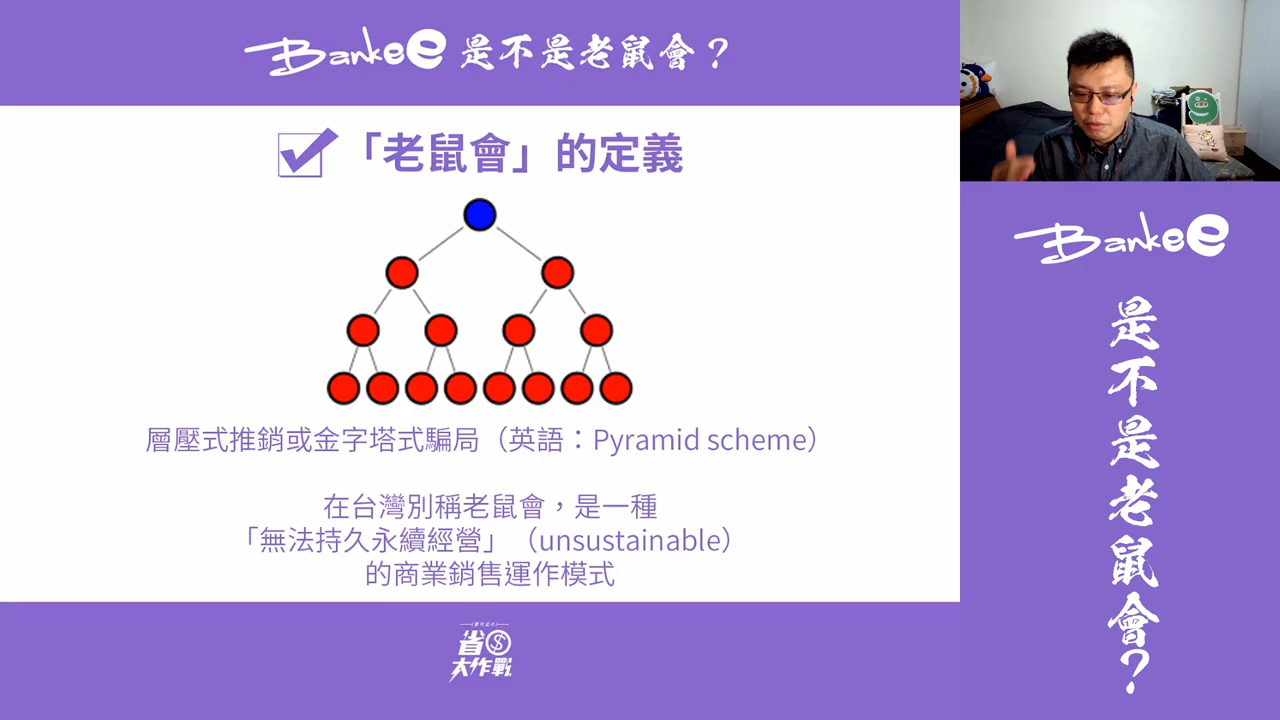 Bankee 是不是老鼠會？
「老鼠會」的定義
層壓式推銷或金字塔式騙局（英語：Pyramid scheme）
在台灣別稱老鼠會，是一種
「無法持久永續經營」（unsustainable）
的商業銷售運作模式
省$
大作戰
Bankee
是不是老鼠會？